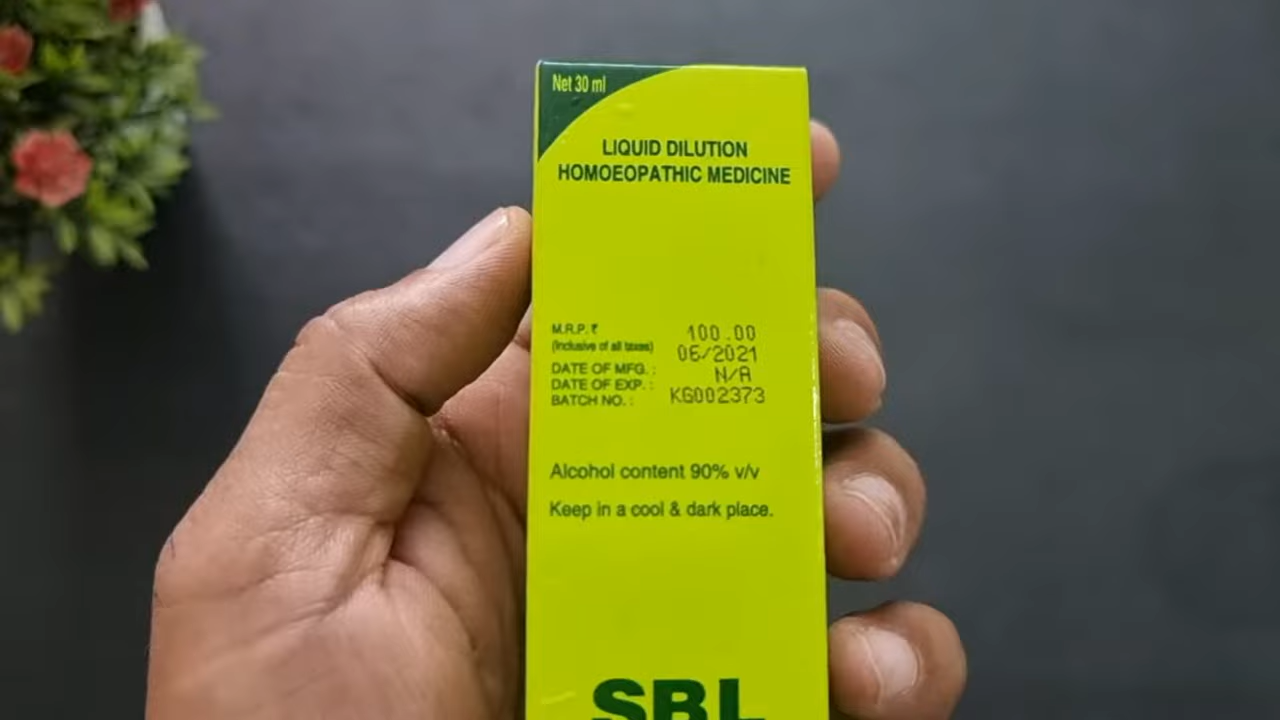 Net 30 ml
LIQUID DILUTION
HOMOEOPATHIC MEDICINE
M.R.P. ₹ 100.00
(Inclusive of all taxes) 06/2021
DATE OF MFG. : N/A
DATE OF EXP. : KG002373
BATCH NO. :
Alcohol content 90% v/v
Keep in a cool & dark place.
SBL